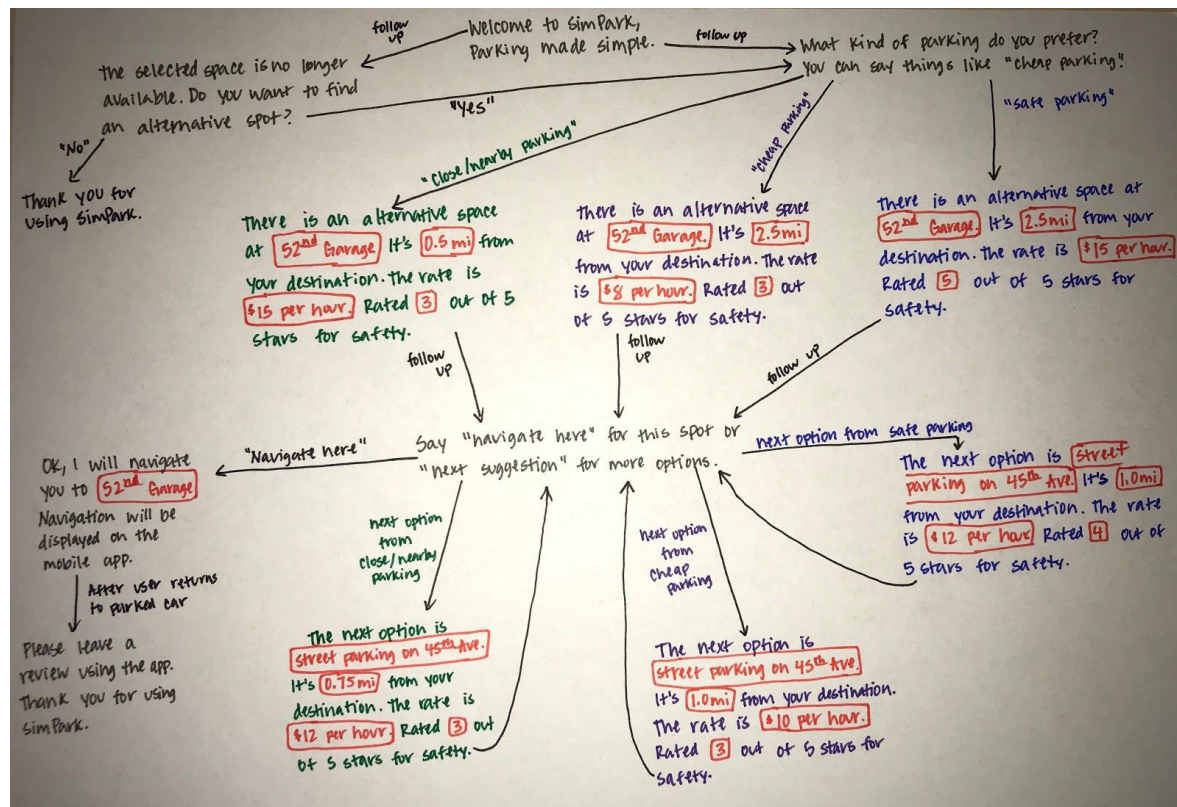 Welcome to SimPark,
Parking made simple.
follow
up
follow up
the selected space is no longer
available. Do you want to find
an alternative spot?
What kind of parking do you prefer?
You can say things like "cheap parking".
"Yes"
"No"
Thank you for
using SimPark.
"Close/nearby parking"
"cheap parking"
"safe parking"
There is an alternative space
at 52nd Garage. It's 0.5 mi from
your destination. The rate is
$15 per hour. Rated 3 out of 5
stars for safety.
There is an alternative space
at 52nd Garage. It's 2.5mi
from your destination. The rate
is $8 per hour. Rated 3 out
of 5 stars for safety.
There is an alternative space at
52nd Garage. It's 2.5mi from your
destination. The rate is $15 per hour.
Rated 5 out of 5 stars for
safety.
follow
up
follow
up
follow up
Say "navigate here" for this spot or
"next suggestion" for more options.
"Navigate here"
OK, I will navigate
you to 52nd Garage
Navigation will be
displayed on the
mobile app.
After user returns
to parked car
Please leave a
review using the app.
Thank you for using
SimPark.
next option
from
close/nearby
parking
The next option is
street parking on 45th Ave.
It's 0.75mi from your
destination. The rate is
$12 per hour. Rated 3 out
of 5 stars for safety.
next option
from
cheap
parking
The next option is
street parking on 45th Ave.
It's 1.0mi from your destination.
The rate is $10 per hour.
Rated 3 out of 5 stars for
safety.
next option from safe parking
The next option is street
parking on 45th Ave. It's 1.0mi
from your destination. The rate
is $12 per hour Rated 4 out of
5 stars for safety.